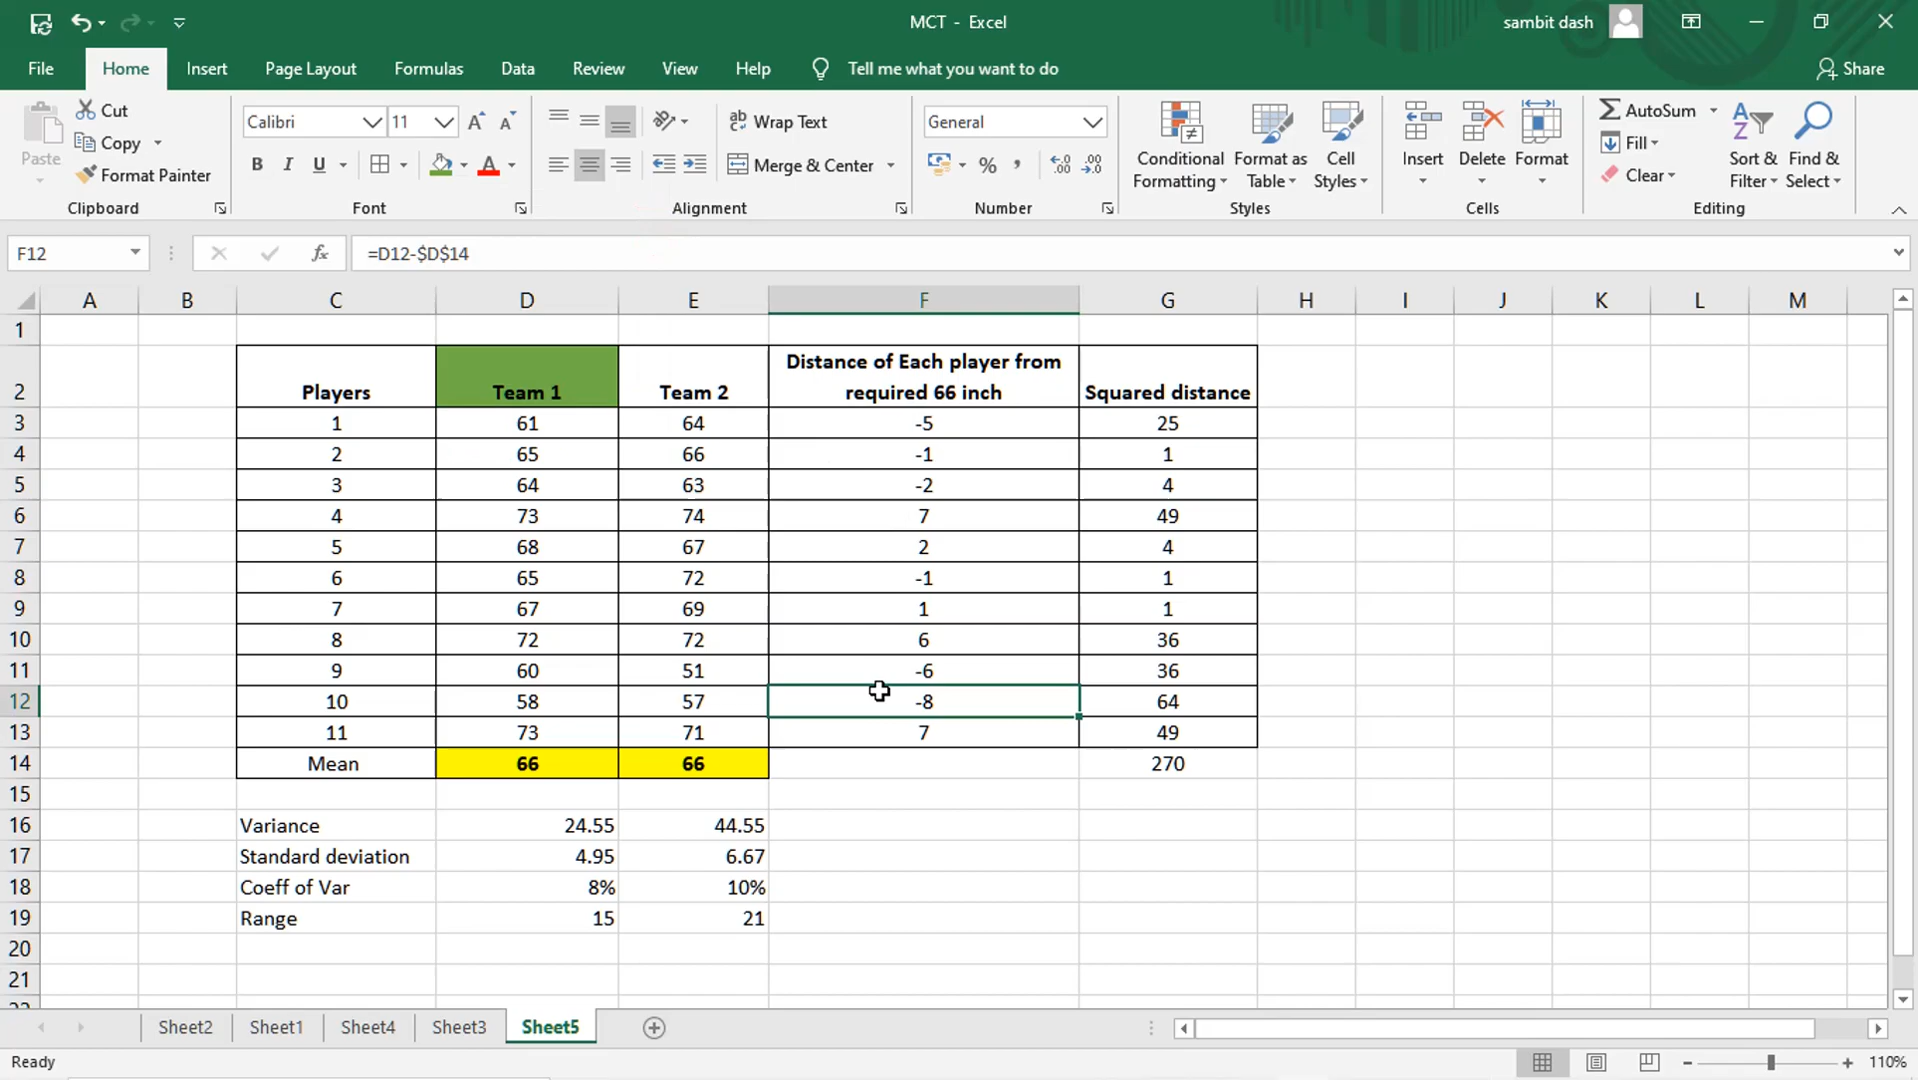 MCT - Excel
sambit dash
File Home Insert Page Layout Formulas Data Review View Help Tell me what you want to do Share
Paste
Cut
Copy
Format Painter
Clipboard
Calibri 11 A A
B I U A
Font
Wrap Text
Merge & Center
Alignment
General
% ,
Number
Conditional Formatting
Format as Table
Cell Styles
Styles
Insert Delete Format
Cells
AutoSum
Fill
Clear
Sort & Filter
Find & Select
Editing
F12 fx =D12-$D$14
A B C D E F G H I J K L M
1
2 Players Team 1 Team 2 Distance of Each player from required 66 inch Squared distance
3 1 61 64 -5 25
4 2 65 66 -1 1
5 3 64 63 -2 4
6 4 73 74 7 49
7 5 68 67 2 4
8 6 65 72 -1 1
9 7 67 69 1 1
10 8 72 72 6 36
11 9 60 51 -6 36
12 10 58 57 -8 64
13 11 73 71 7 49
14 Mean 66 66 270
15
16 Variance 24.55 44.55
17 Standard deviation 4.95 6.67
18 Coeff of Var 8% 10%
19 Range 15 21
20
21
Sheet2 Sheet1 Sheet4 Sheet3 Sheet5
Ready 110%